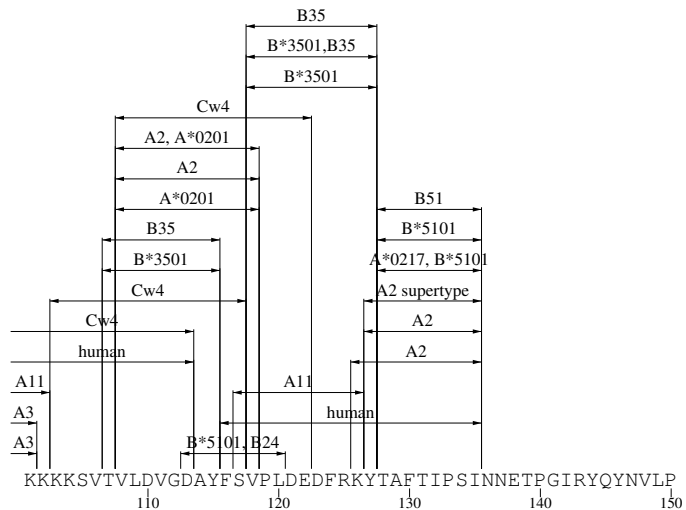 B35
B*3501,B35
B*3501
Cw4
A2, A*0201
A2
A*0201
B51
B35
B*5101
B*3501
A*0217, B*5101
Cw4
A2 supertype
Cw4
A2
human
A2
A11
A11
A3
human
A3
B*5101, B24
KKKKSVTVLDVGDAYFSVPLDEDFRKYTAFTIPSINNETPGIRYQYNVLP
110 120 130 140 150